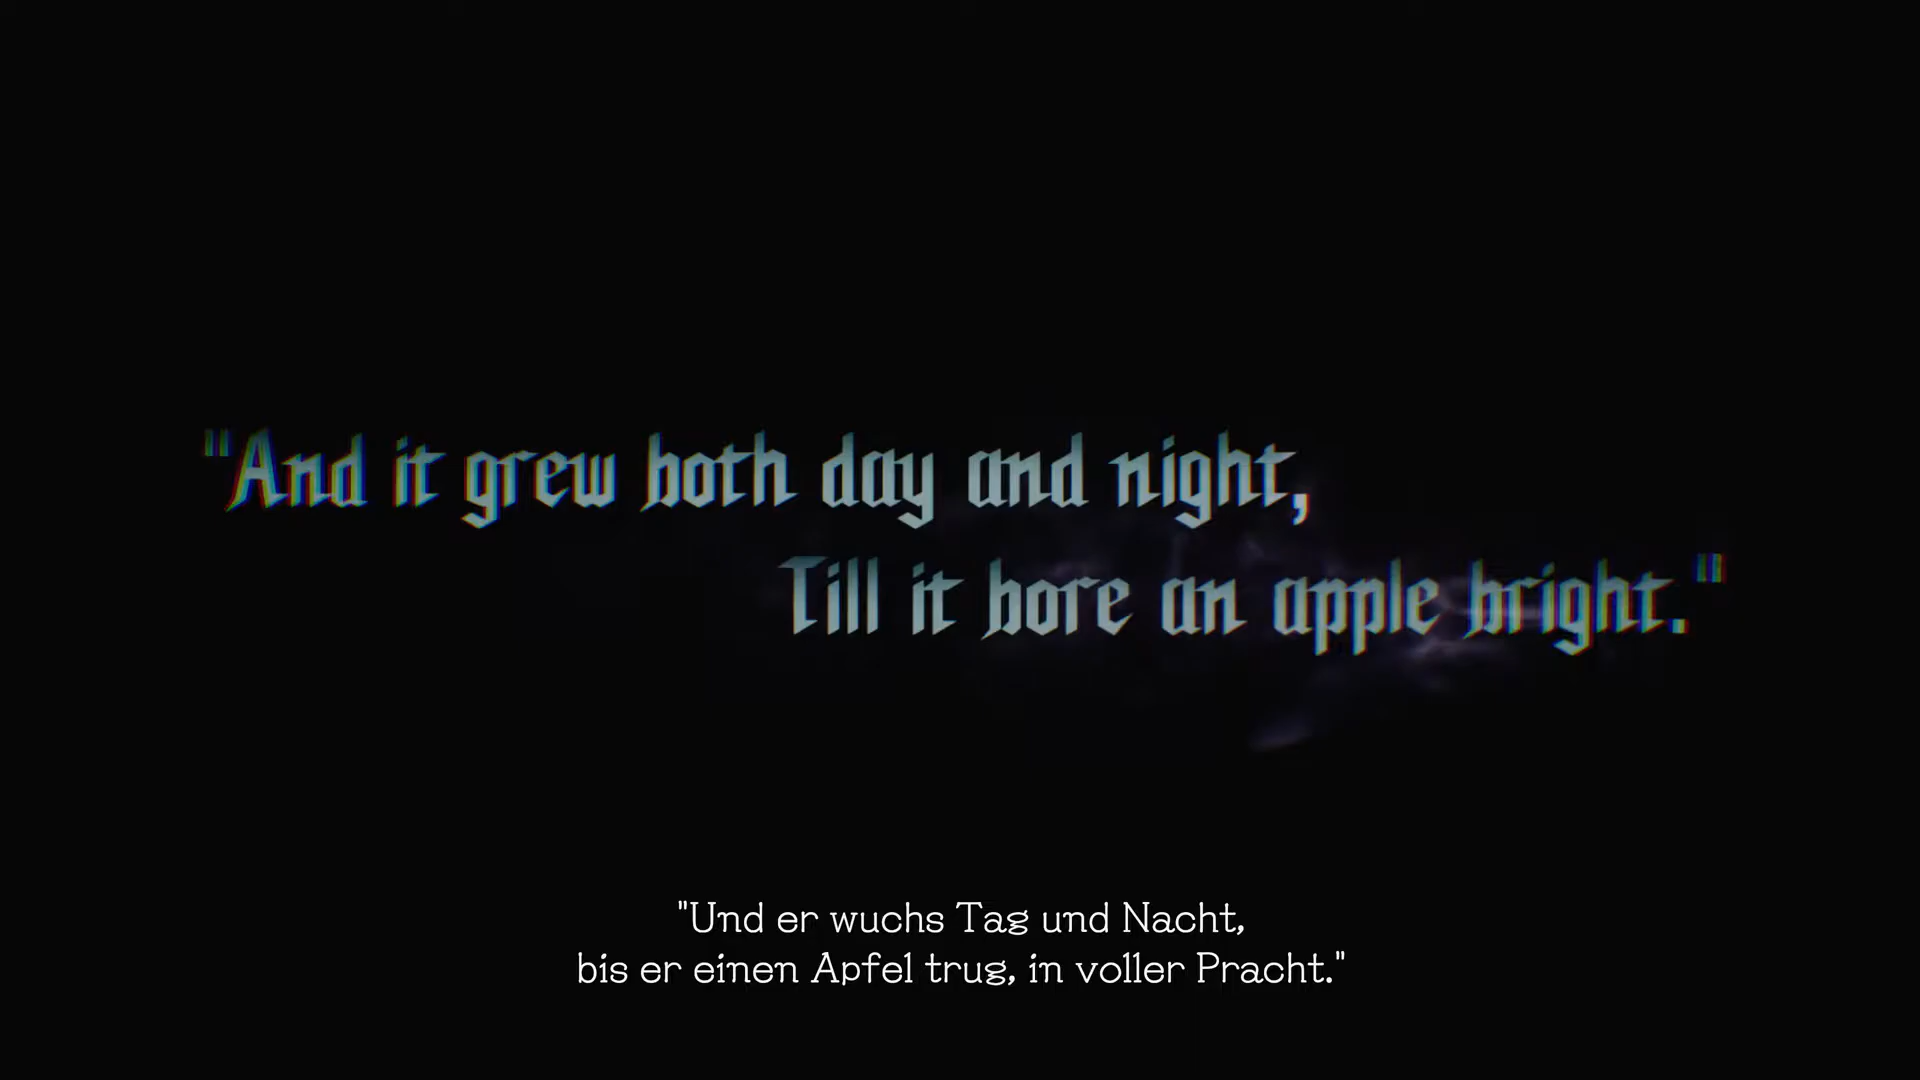 "And it grew both day and night,
Till it bore an apple bright."
"Und er wuchs Tag und Nacht,
bis er einen Apfel trug, in voller Pracht."